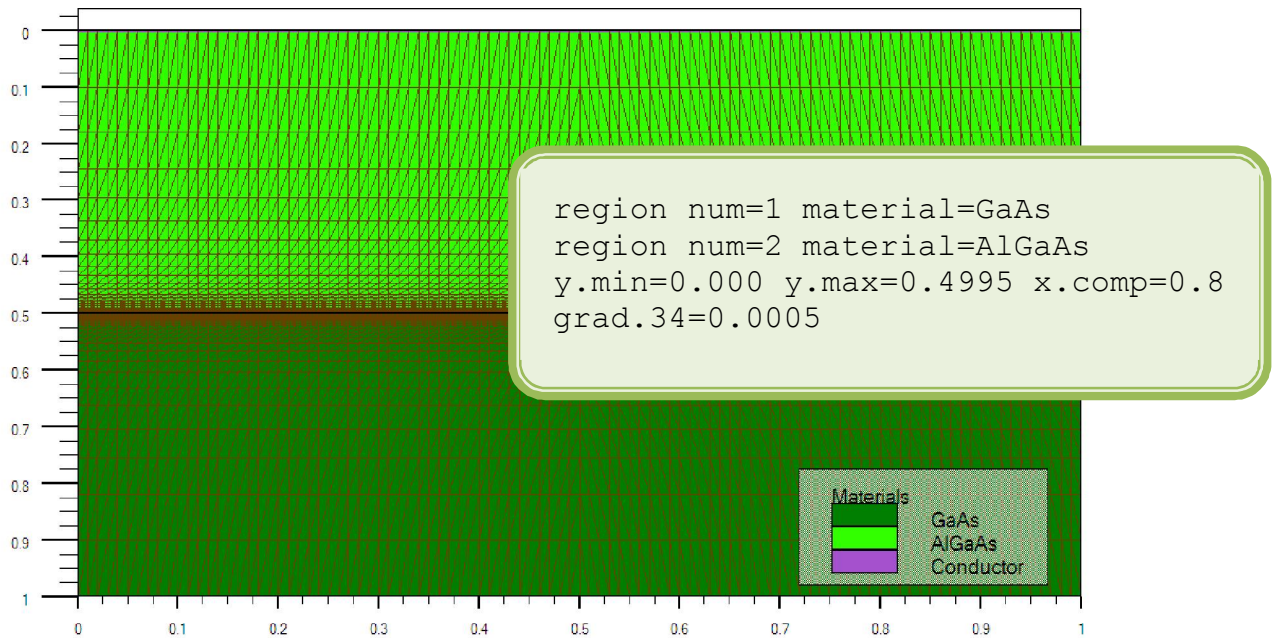 0
0.1
0.2
0.3
0.4
0.5
0.6
0.7
0.8
0.9
1
region num=1 material=GaAs
region num=2 material=AlGaAs
y.min=0.000 y.max=0.4995 x.comp=0.8
grad.34=0.0005
Materials
GaAs
AlGaAs
Conductor
0 0.1 0.2 0.3 0.4 0.5 0.6 0.7 0.8 0.9 1